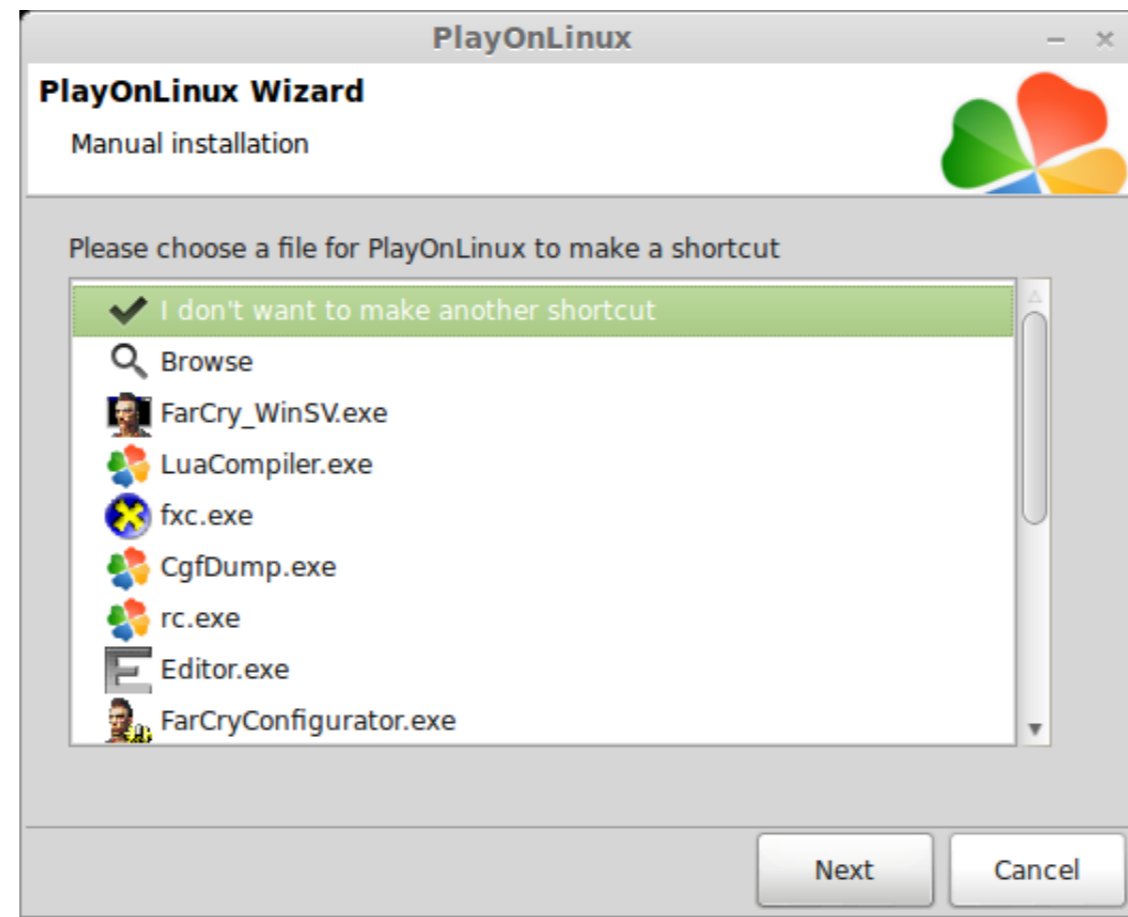 PlayOnLinux
PlayOnLinux Wizard
Manual installation
Please choose a file for PlayOnLinux to make a shortcut
I don't want to make another shortcut
Browse
FarCry_WinSV.exe
LuaCompiler.exe
fxc.exe
CgfDump.exe
rc.exe
Editor.exe
FarCryConfigurator.exe
Next Cancel